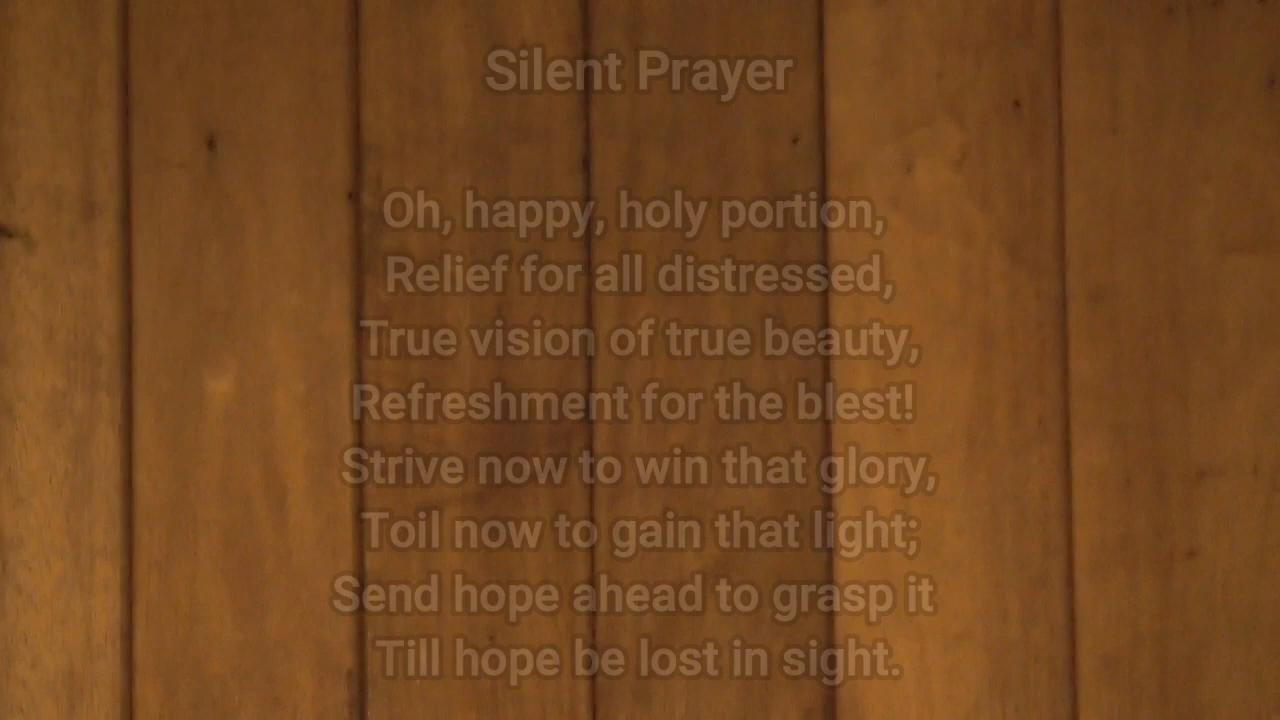 Silent Prayer
Oh, happy, holy portion,
Relief for all distressed,
True vision of true beauty,
Refreshment for the blest!
Strive now to win that glory,
Toil now to gain that light;
Send hope ahead to grasp it
Till hope be lost in sight.